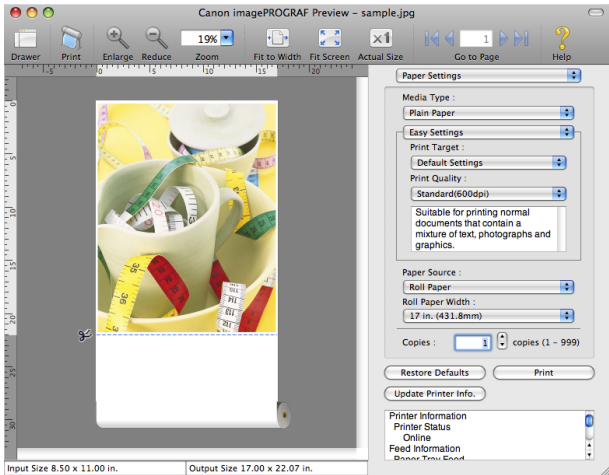 Canon imagePROGRAF Preview – sample.jpg
19%
1
Drawer Print Enlarge Reduce Zoom Fit to Width Fit Screen Actual Size Go to Page Help
Paper Settings
Media Type :
Plain Paper
Easy Settings
Print Target :
Default Settings
Print Quality :
Standard(600dpi)
Suitable for printing normal
documents that contain a
mixture of text, photographs and
graphics.
Paper Source :
Roll Paper
Roll Paper Width :
17 in. (431.8mm)
Copies : 1 copies (1 – 999)
Restore Defaults Print
Update Printer Info.
Printer Information
Printer Status
Online
Feed Information
Paper Tray Feed
Input Size 8.50 x 11.00 in. Output Size 17.00 x 22.07 in.